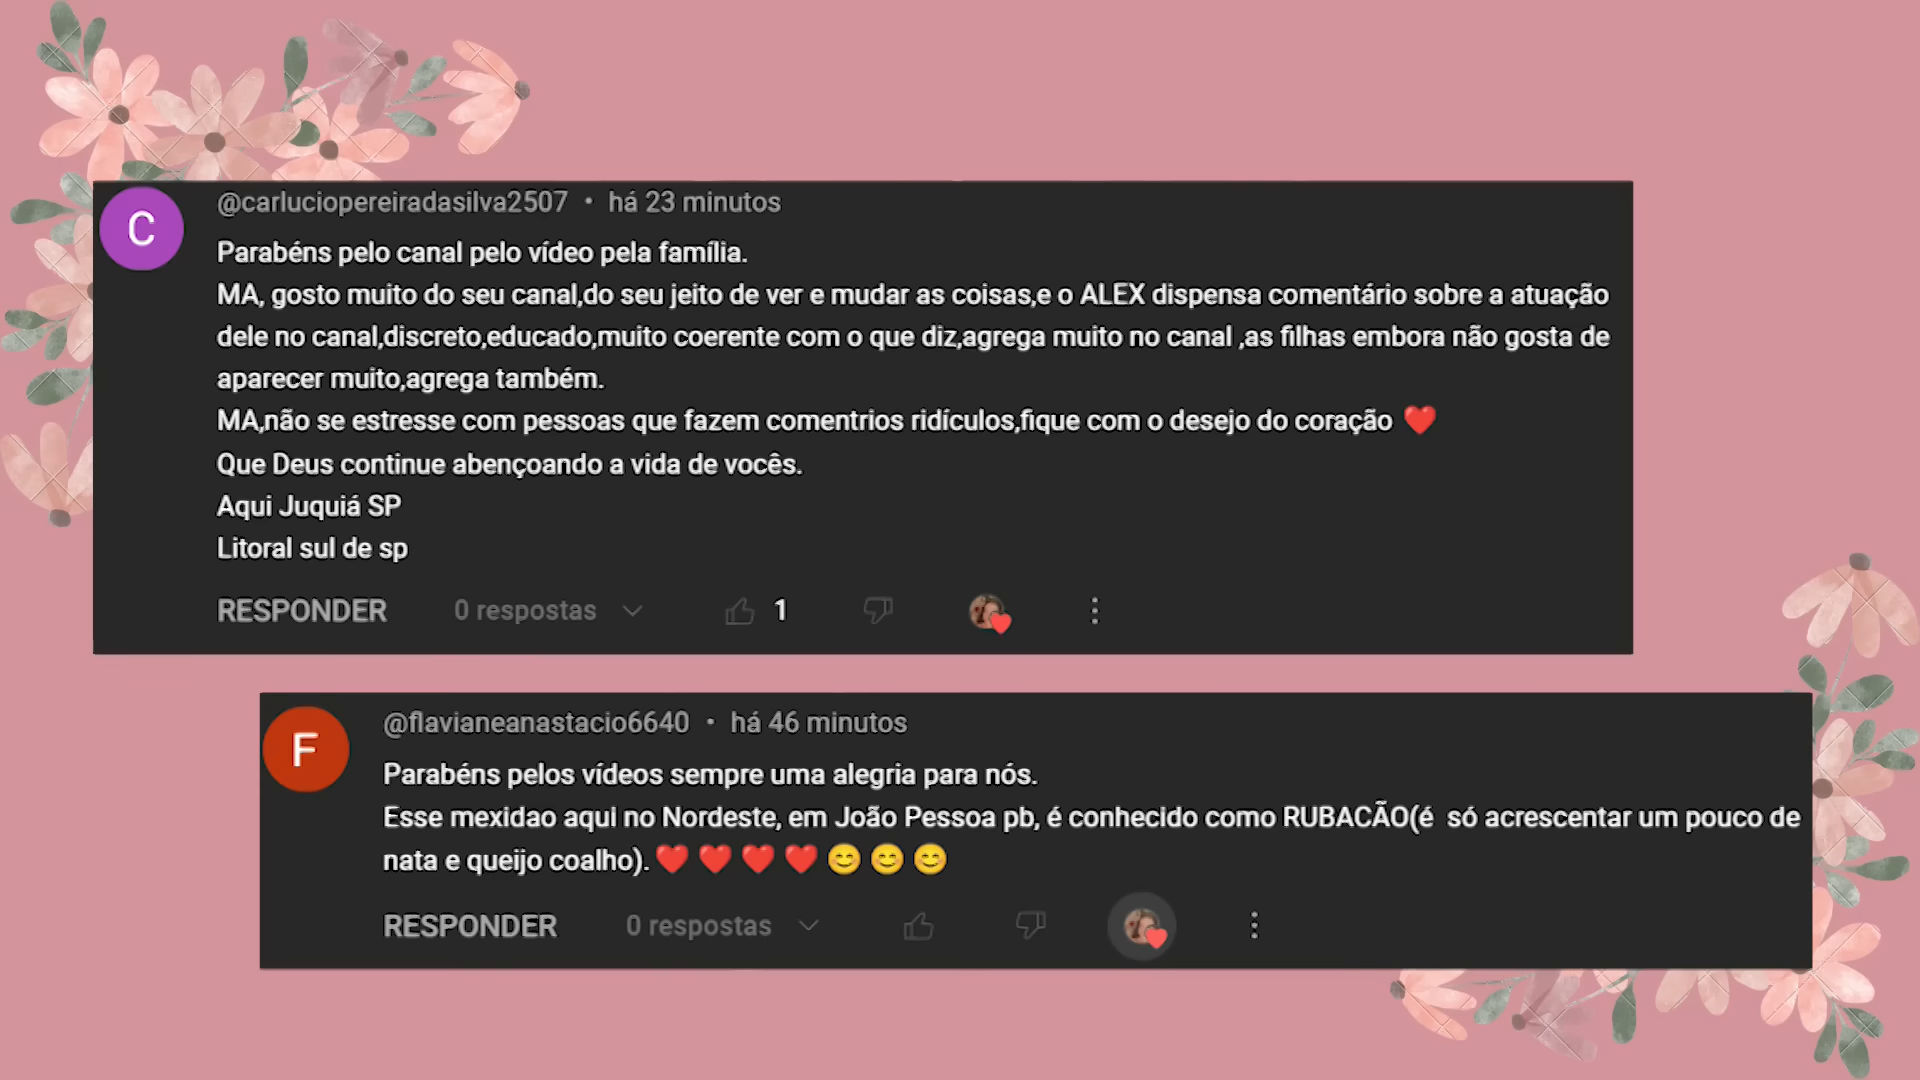 C
@carluciopereiradasilva2507 • há 23 minutos
Parabéns pelo canal pelo vídeo pela família.
MA, gosto muito do seu canal,do seu jeito de ver e mudar as coisas,e o ALEX dispensa comentário sobre a atuação
dele no canal,discreto,educado,muito coerente com o que diz,agrega muito no canal ,as filhas embora não gosta de
aparecer muito,agrega também.
MA,não se estresse com pessoas que fazem comentrios ridículos,fique com o desejo do coração ❤️
Que Deus continue abençoando a vida de vocês.
Aqui Juquiá SP
Litoral sul de sp
RESPONDER 0 respostas 1
F
@flavianeanastacio6640 • há 46 minutos
Parabéns pelos vídeos sempre uma alegria para nós.
Esse mexidao aqui no Nordeste, em João Pessoa pb, é conhecido como RUBACÃO(é só acrescentar um pouco de
nata e queijo coalho). ❤️ ❤️ ❤️ ❤️ 😊 😊 😊
RESPONDER 0 respostas